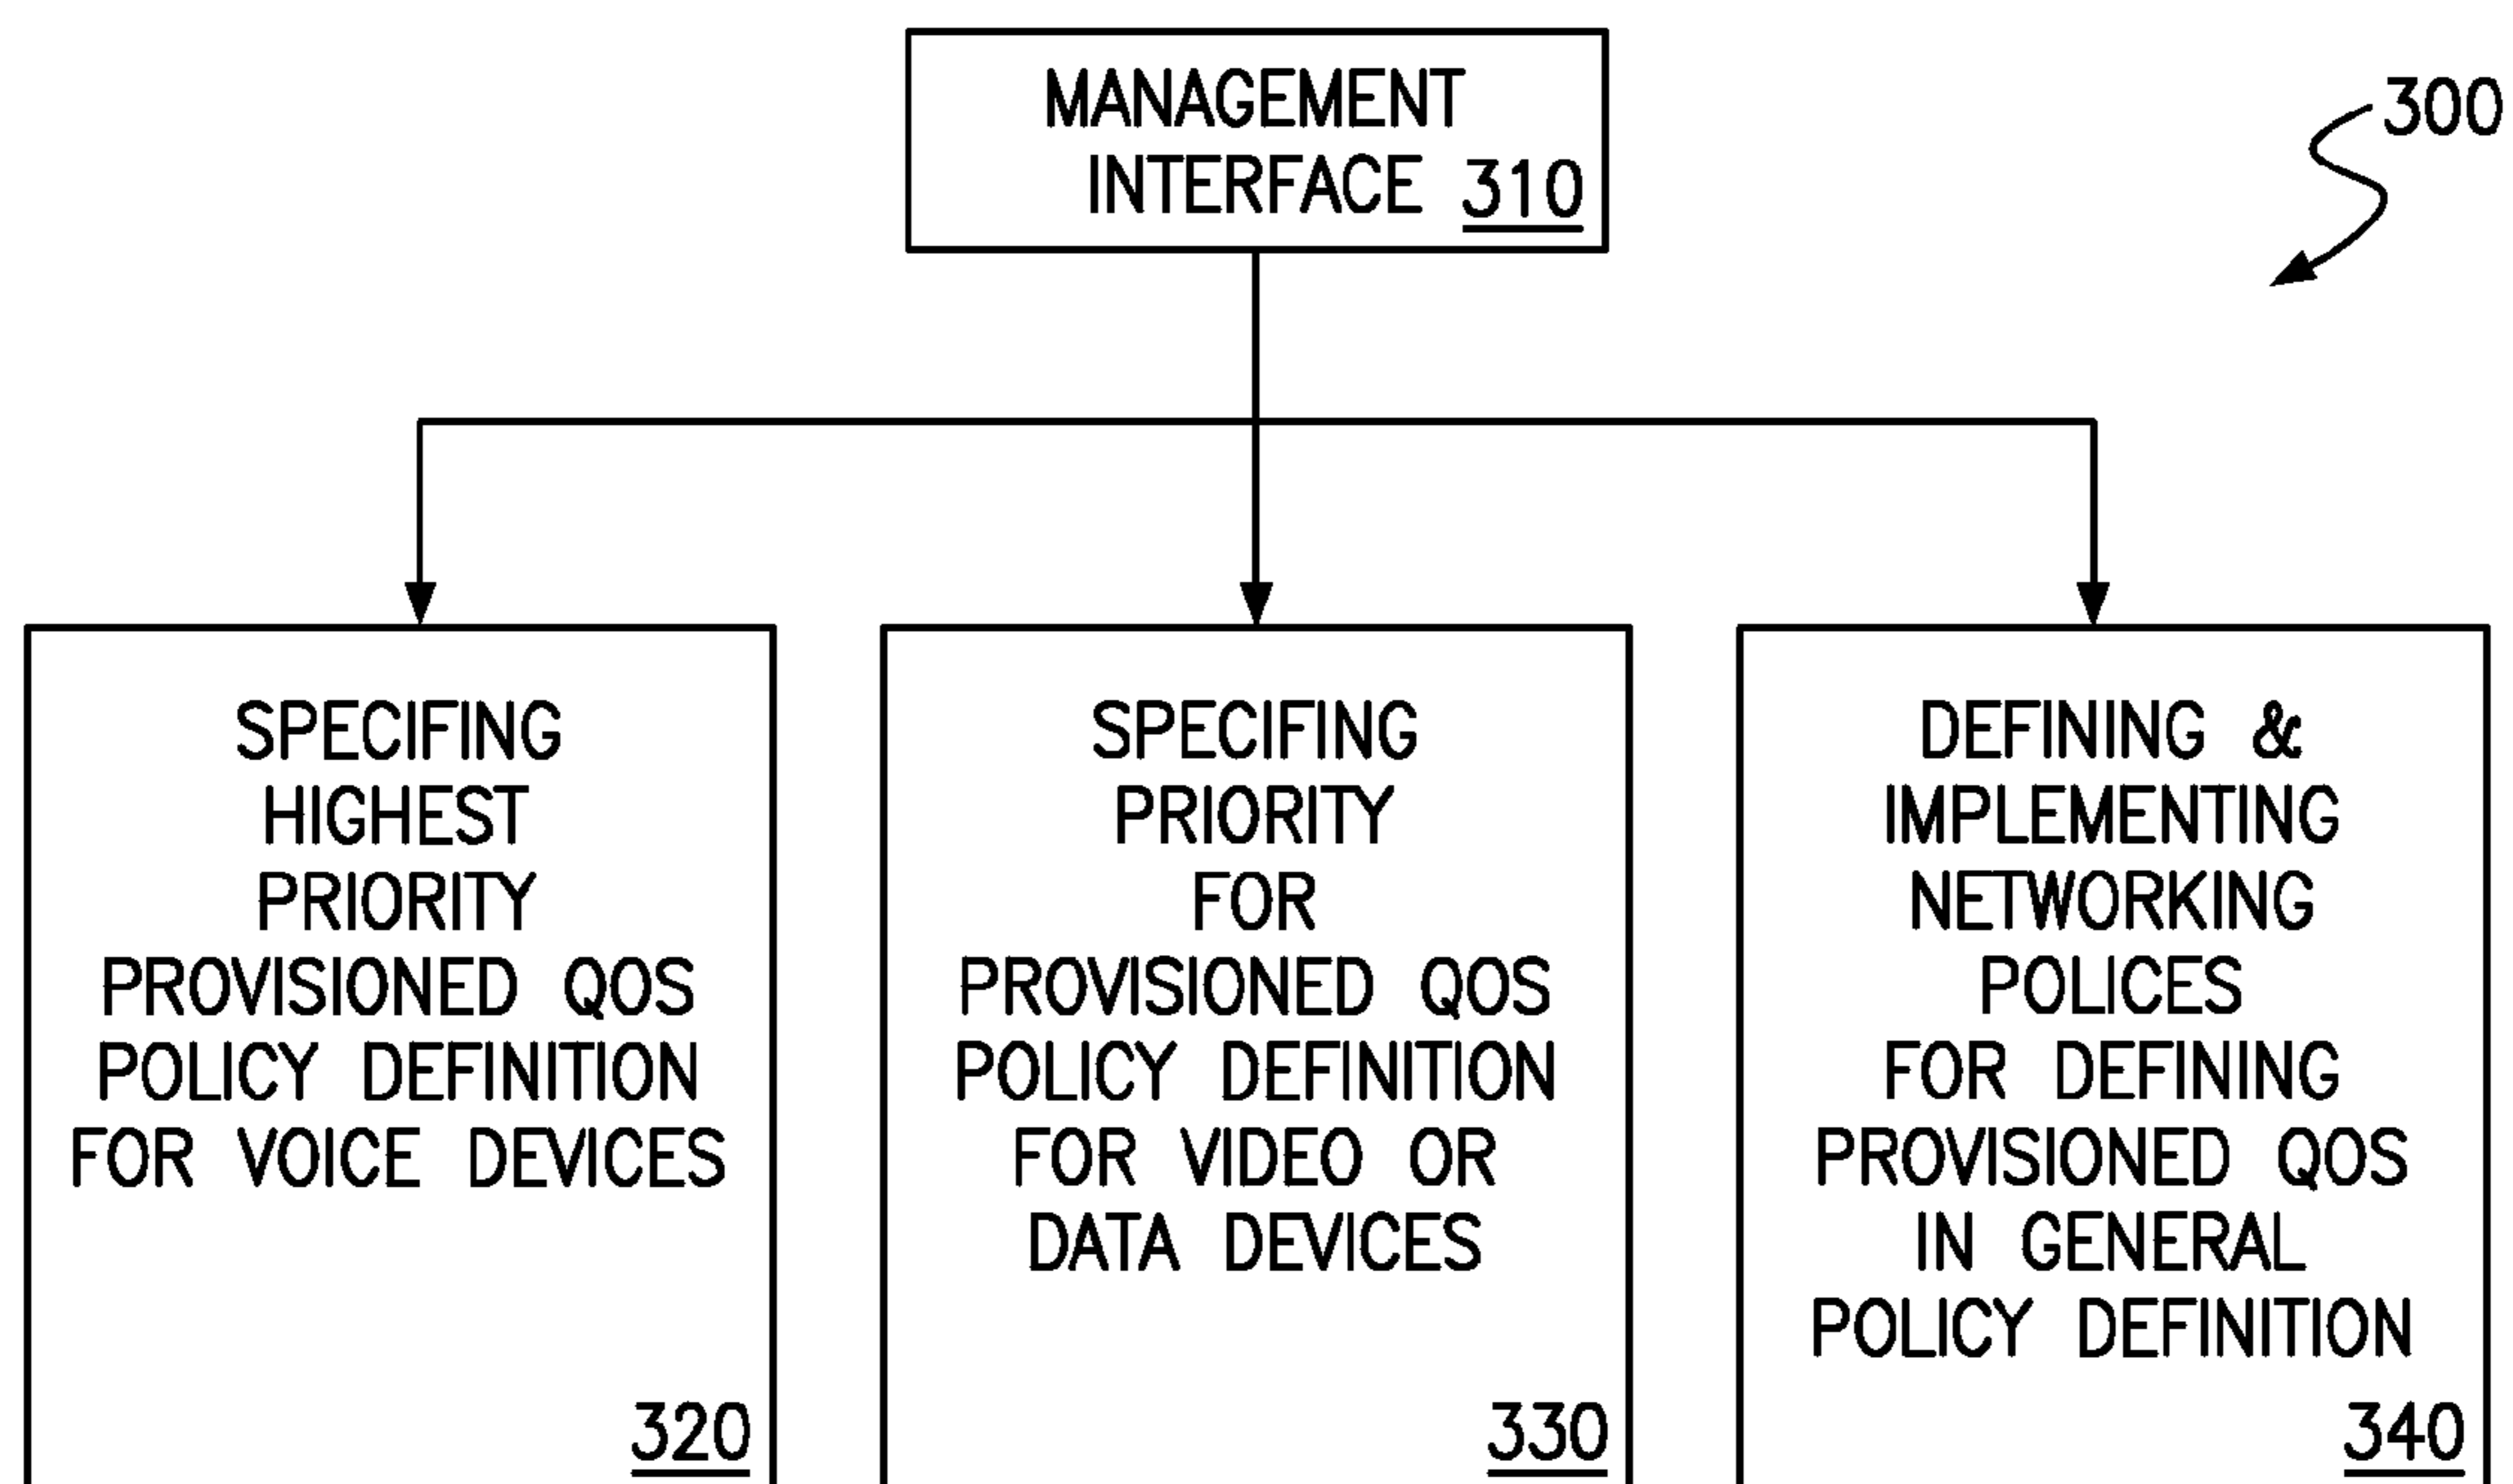 MANAGEMENT
INTERFACE 310
300
SPECIFING
HIGHEST
PRIORITY
PROVISIONED QOS
POLICY DEFINITION
FOR VOICE DEVICES
320
SPECIFING
PRIORITY
FOR
PROVISIONED QOS
POLICY DEFINITION
FOR VIDEO OR
DATA DEVICES
330
DEFINING &
IMPLEMENTING
NETWORKING
POLICES
FOR DEFINING
PROVISIONED QOS
IN GENERAL
POLICY DEFINITION
340